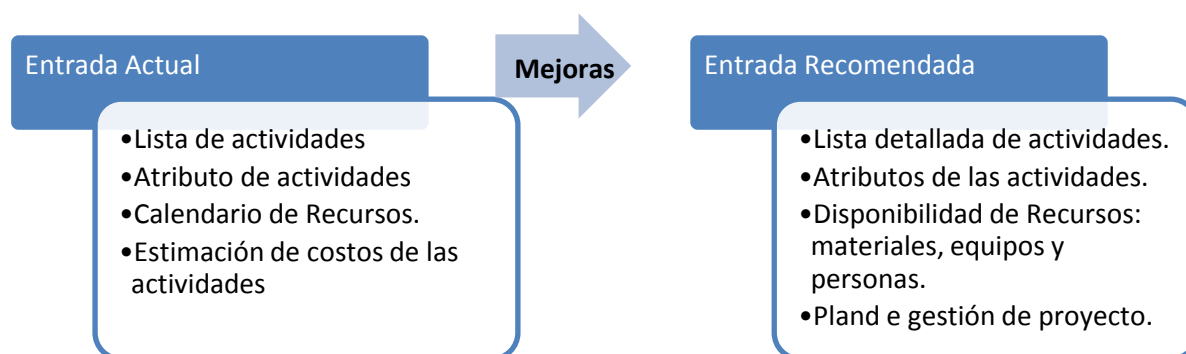 Entrada Actual
•Lista de actividades
•Atributo de actividades
•Calendario de Recursos.
•Estimación de costos de las
actividades
Mejoras
Entrada Recomendada
•Lista detallada de actividades.
•Atributos de las actividades.
•Disponibilidad de Recursos:
materiales, equipos y
personas.
•Pland e gestión de proyecto.